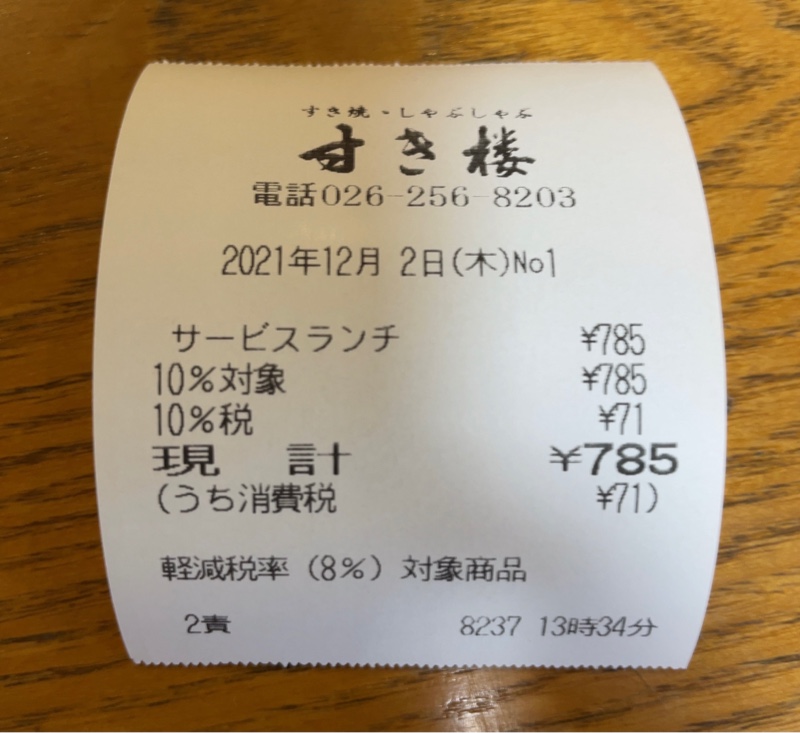 すき焼・しゃぶしゃぶ
すき楼
電話026-256-8203
2021年12月 2日(木)No1
サービスランチ ¥785
10%対象 ¥785
10%税 ¥71
現 計 ¥785
(うち消費税 ¥71)
軽減税率(8%)対象商品
2責 8237 13時34分